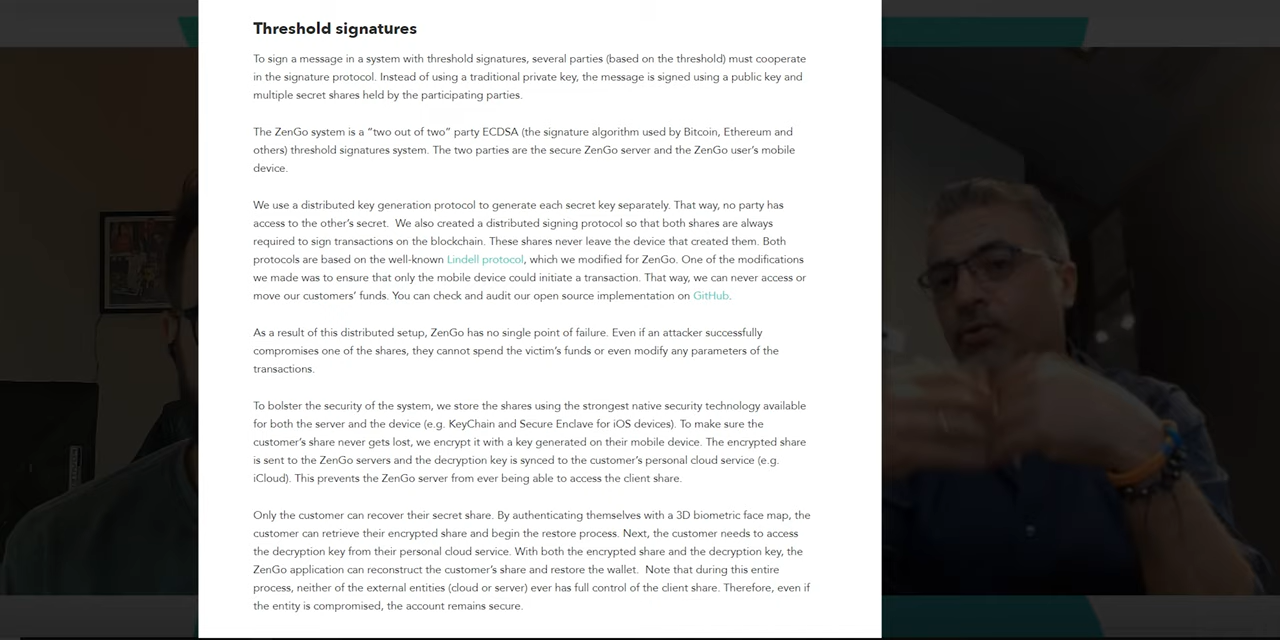 Threshold signatures
To sign a message in a system with threshold signatures, several parties (based on the threshold) must cooperate
in the signature protocol. Instead of using a traditional private key, the message is signed using a public key and
multiple secret shares held by the participating parties.
The ZenGo system is a “two out of two” party ECDSA (the signature algorithm used by Bitcoin, Ethereum and
others) threshold signatures system. The two parties are the secure ZenGo server and the ZenGo user’s mobile
device.
We use a distributed key generation protocol to generate each secret key separately. That way, no party has
access to the other’s secret.  We also created a distributed signing protocol so that both shares are always
required to sign transactions on the blockchain. These shares never leave the device that created them. Both
protocols are based on the well-known Lindell protocol, which we modified for ZenGo. One of the modifications
we made was to ensure that only the mobile device could initiate a transaction. That way, we can never access or
move our customers’ funds. You can check and audit our open source implementation on GitHub.
As a result of this distributed setup, ZenGo has no single point of failure. Even if an attacker successfully
compromises one of the shares, they cannot spend the victim’s funds or even modify any parameters of the
transactions.
To bolster the security of the system, we store the shares using the strongest native security technology available
for both the server and the device (e.g. KeyChain and Secure Enclave for iOS devices). To make sure the
customer’s share never gets lost, we encrypt it with a key generated on their mobile device. The encrypted share
is sent to the ZenGo servers and the decryption key is synced to the customer’s personal cloud service (e.g.
iCloud). This prevents the ZenGo server from ever being able to access the client share.
Only the customer can recover their secret share. By authenticating themselves with a 3D biometric face map, the
customer can retrieve their encrypted share and begin the restore process. Next, the customer needs to access
the decryption key from their personal cloud service. With both the encrypted share and the decryption key, the
ZenGo application can reconstruct the customer’s share and restore the wallet.  Note that during this entire
process, neither of the external entities (cloud or server) ever has full control of the client share. Therefore, even if
the entity is compromised, the account remains secure.